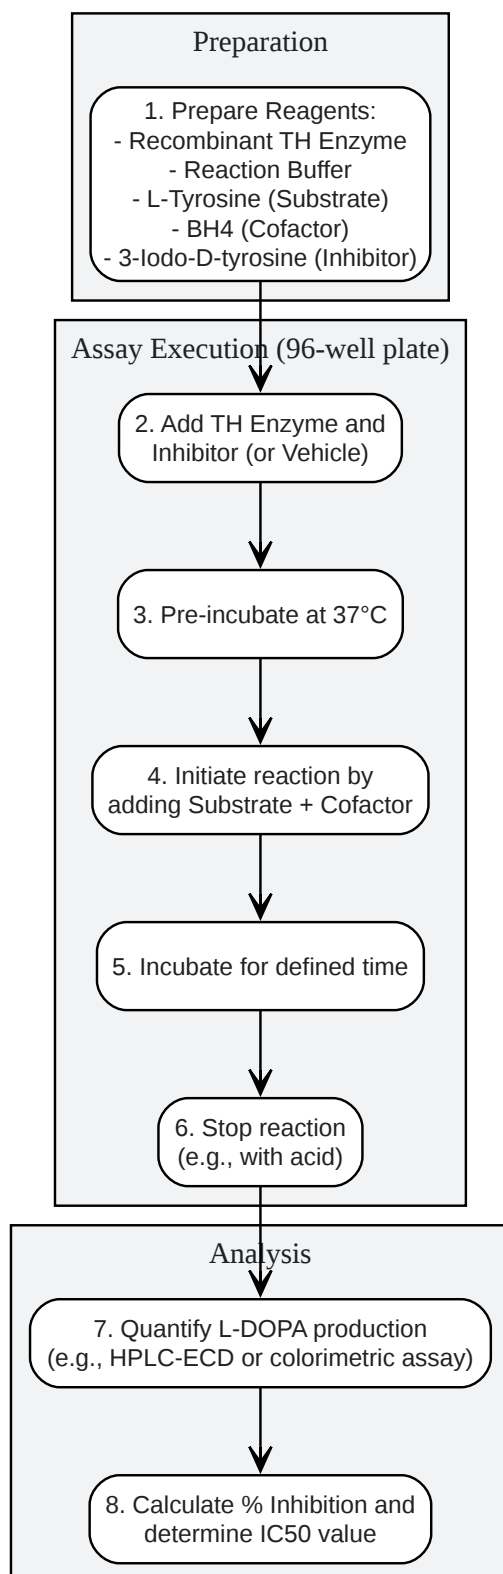 Preparation
1. Prepare Reagents:
- Recombinant TH Enzyme
- Reaction Buffer
- L-Tyrosine (Substrate)
- BH4 (Cofactor)
- 3-Iodo-D-tyrosine (Inhibitor)
Assay Execution (96-well plate)
2. Add TH Enzyme and
Inhibitor (or Vehicle)
3. Pre-incubate at 37°C
4. Initiate reaction by
adding Substrate + Cofactor
5. Incubate for defined time
6. Stop reaction
(e.g., with acid)
Analysis
7. Quantify L-DOPA production
(e.g., HPLC-ECD or colorimetric assay)
8. Calculate % Inhibition and
determine IC50 value